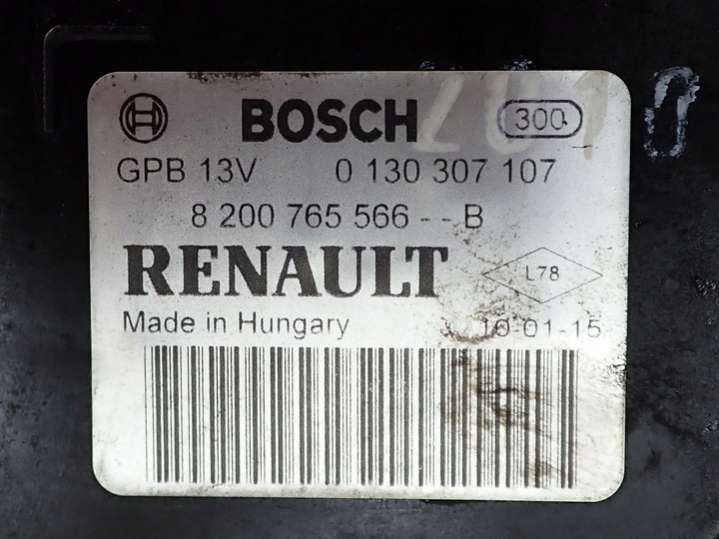 BOSCH 300
GPB 13V 0 130 307 107
8 200 765 566 - - B
RENAULT L78
Made in Hungary 10-01-15